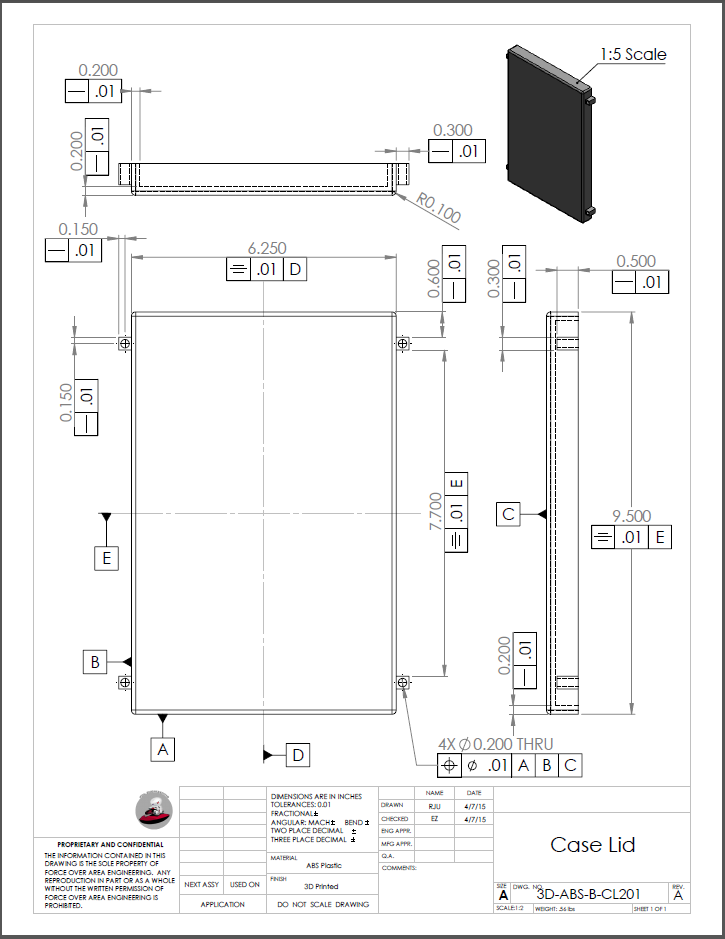 1:5 Scale
0.200
— .01
0.200
— .01
0.300
— .01
R0.100
0.150
— .01
6.250
⌯ .01 D
0.600
— .01
0.300
— .01
0.500
— .01
0.150
— .01
7.700
⌯ .01 E
C
9.500
⌯ .01 E
E
B
0.200
— .01
A
D
4X ⌀ 0.200 THRU
⌖ ⌀ .01 A B C
PROPRIETARY AND CONFIDENTIAL
THE INFORMATION CONTAINED IN THIS
DRAWING IS THE SOLE PROPERTY OF
FORCE OVER AREA ENGINEERING. ANY
REPRODUCTION IN PART OR AS A WHOLE
WITHOUT THE WRITTEN PERMISSION OF
FORCE OVER AREA ENGINEERING IS
PROHIBITED.
NEXT ASSY USED ON
APPLICATION
DIMENSIONS ARE IN INCHES
TOLERANCES: 0.01
FRACTIONAL±
ANGULAR: MACH± BEND ±
TWO PLACE DECIMAL ±
THREE PLACE DECIMAL ±
MATERIAL
ABS Plastic
FINISH
3D Printed
DO NOT SCALE DRAWING
NAME DATE
DRAWN RJU 4/7/15
CHECKED EZ 4/7/15
ENG APPR.
MFG APPR.
Q.A.
COMMENTS:
Case Lid
SIZE DWG. NO. REV.
A 3D-ABS-B-CL201 A
SCALE:1:2 WEIGHT: .56 lbs SHEET 1 OF 1